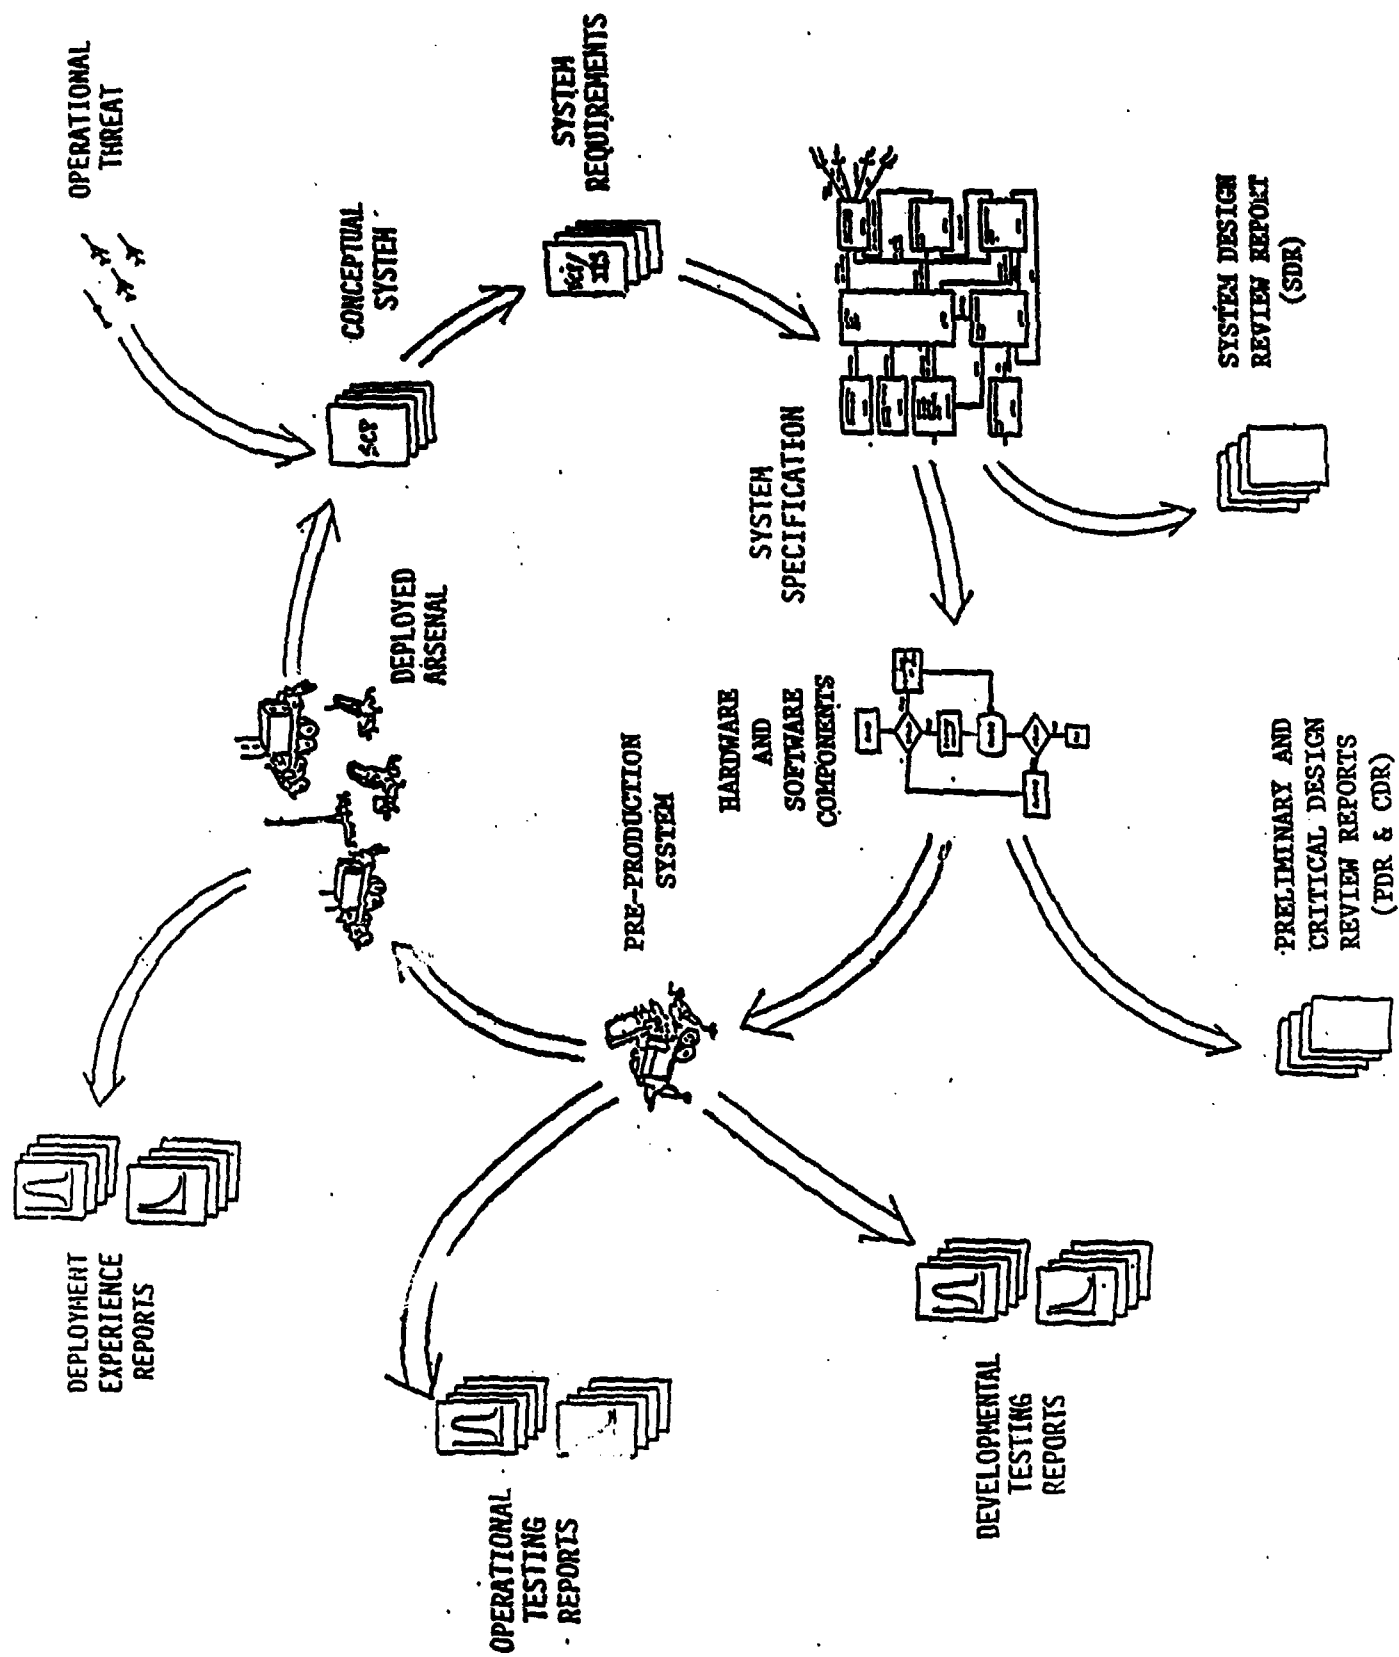 OPERATIONAL
THREAT
CONCEPTUAL
SYSTEM
SCP
SYSTEM
REQUIREMENTS
SYSTEM
SPECIFICATION
SYSTEM DESIGN
REVIEW REPORT
(SDR)
HARDWARE
AND
SOFTWARE
COMPONENTS
PRELIMINARY AND
CRITICAL DESIGN
REVIEW REPORTS
(PDR & CDR)
PRE-PRODUCTION
SYSTEM
DEVELOPMENTAL
TESTING
REPORTS
OPERATIONAL
TESTING
REPORTS
DEPLOYED
ARSENAL
DEPLOYMENT
EXPERIENCE
REPORTS